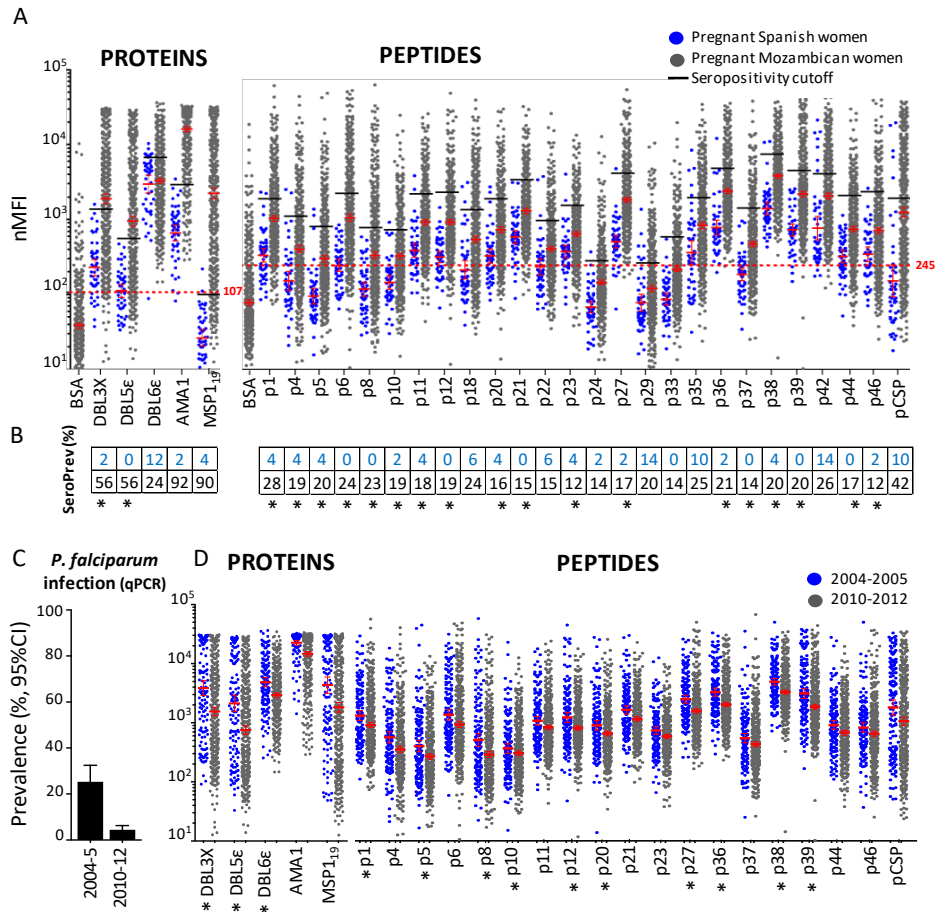 A
PROTEINS PEPTIDES
Pregnant Spanish women
Pregnant Mozambican women
Seropositivity cutoff
nMFI
10^5
10^4
10^3
10^2
10^1
107
245
BSA DBL3X DBL5ε DBL6ε AMA1 MSP1₁₉ BSA p1 p4 p5 p6 p8 p10 p11 p12 p18 p20 p21 p22 p23 p24 p27 p29 p33 p35 p36 p37 p38 p39 p42 p44 p46 pCSP
B
SeroPrev (%)
2 0 12 2 4 4 4 4 0 0 2 4 0 6 4 0 6 4 2 2 14 0 10 2 0 4 0 14 0 2 10
56 56 24 92 90 28 19 20 24 23 19 18 19 24 16 15 15 12 14 17 20 14 25 21 14 20 20 26 17 12 42
* * * * * * * * * * * * * * * * * * * *
C
P. falciparum
infection (qPCR)
Prevalence (%, 95%CI)
100
80
60
40
20
0
2004-5
2010-12
D
PROTEINS PEPTIDES
2004-2005
2010-2012
10^5
10^4
10^3
10^2
10^1
* DBL3X * DBL5ε * DBL6ε AMA1 MSP1₁₉ * p1 p4 * p5 p6 * p8 * p10 p11 * p12 * p20 p21 p23 * p27 * p36 p37 * p38 * p39 p44 p46 pCSP